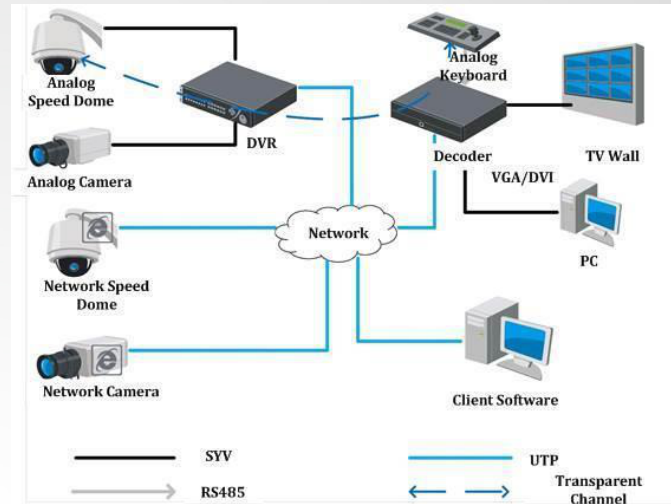 Analog
Speed Dome
DVR
Analog
Keyboard
Decoder
TV Wall
Analog Camera
VGA/DVI
PC
Network
Network Speed
Dome
Network Camera
Client Software
SYV
UTP
RS485
Transparent
Channel